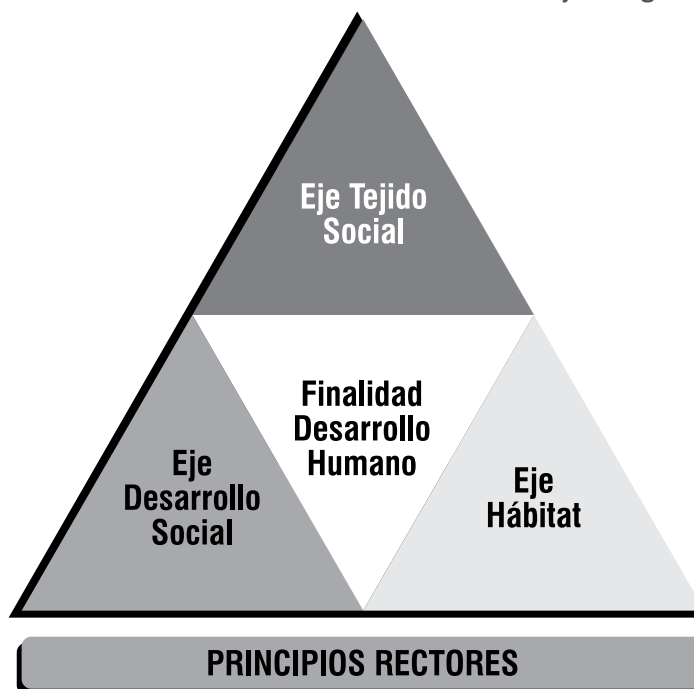 Eje Tejido
Social
Finalidad
Desarrollo
Humano
Eje
Desarrollo
Social
Eje
Hábitat
PRINCIPIOS RECTORES